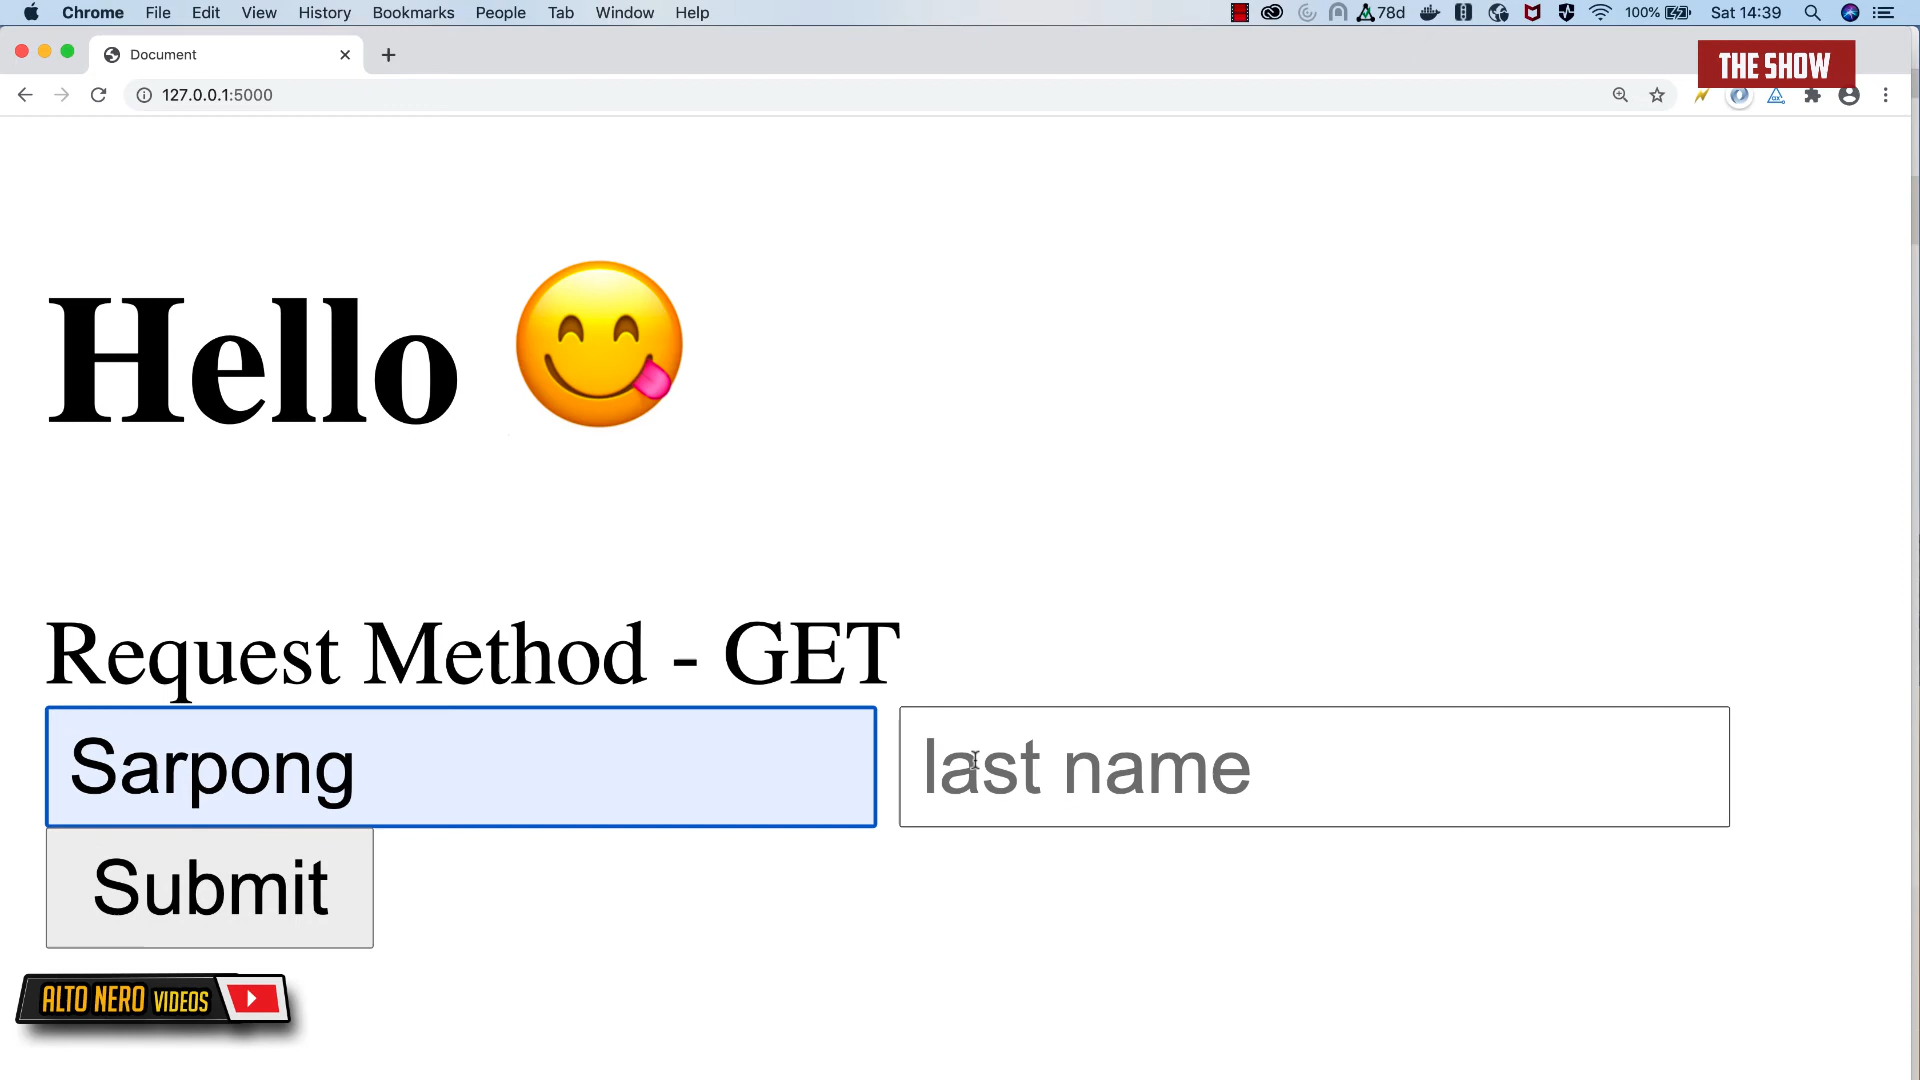 Chrome File Edit View History Bookmarks People Tab Window Help
78d 100% Sat 14:39
Document
THE SHOW
127.0.0.1:5000
Hello 😋
Request Method - GET
Sarpong last name
Submit
ALTO NERO VIDEOS